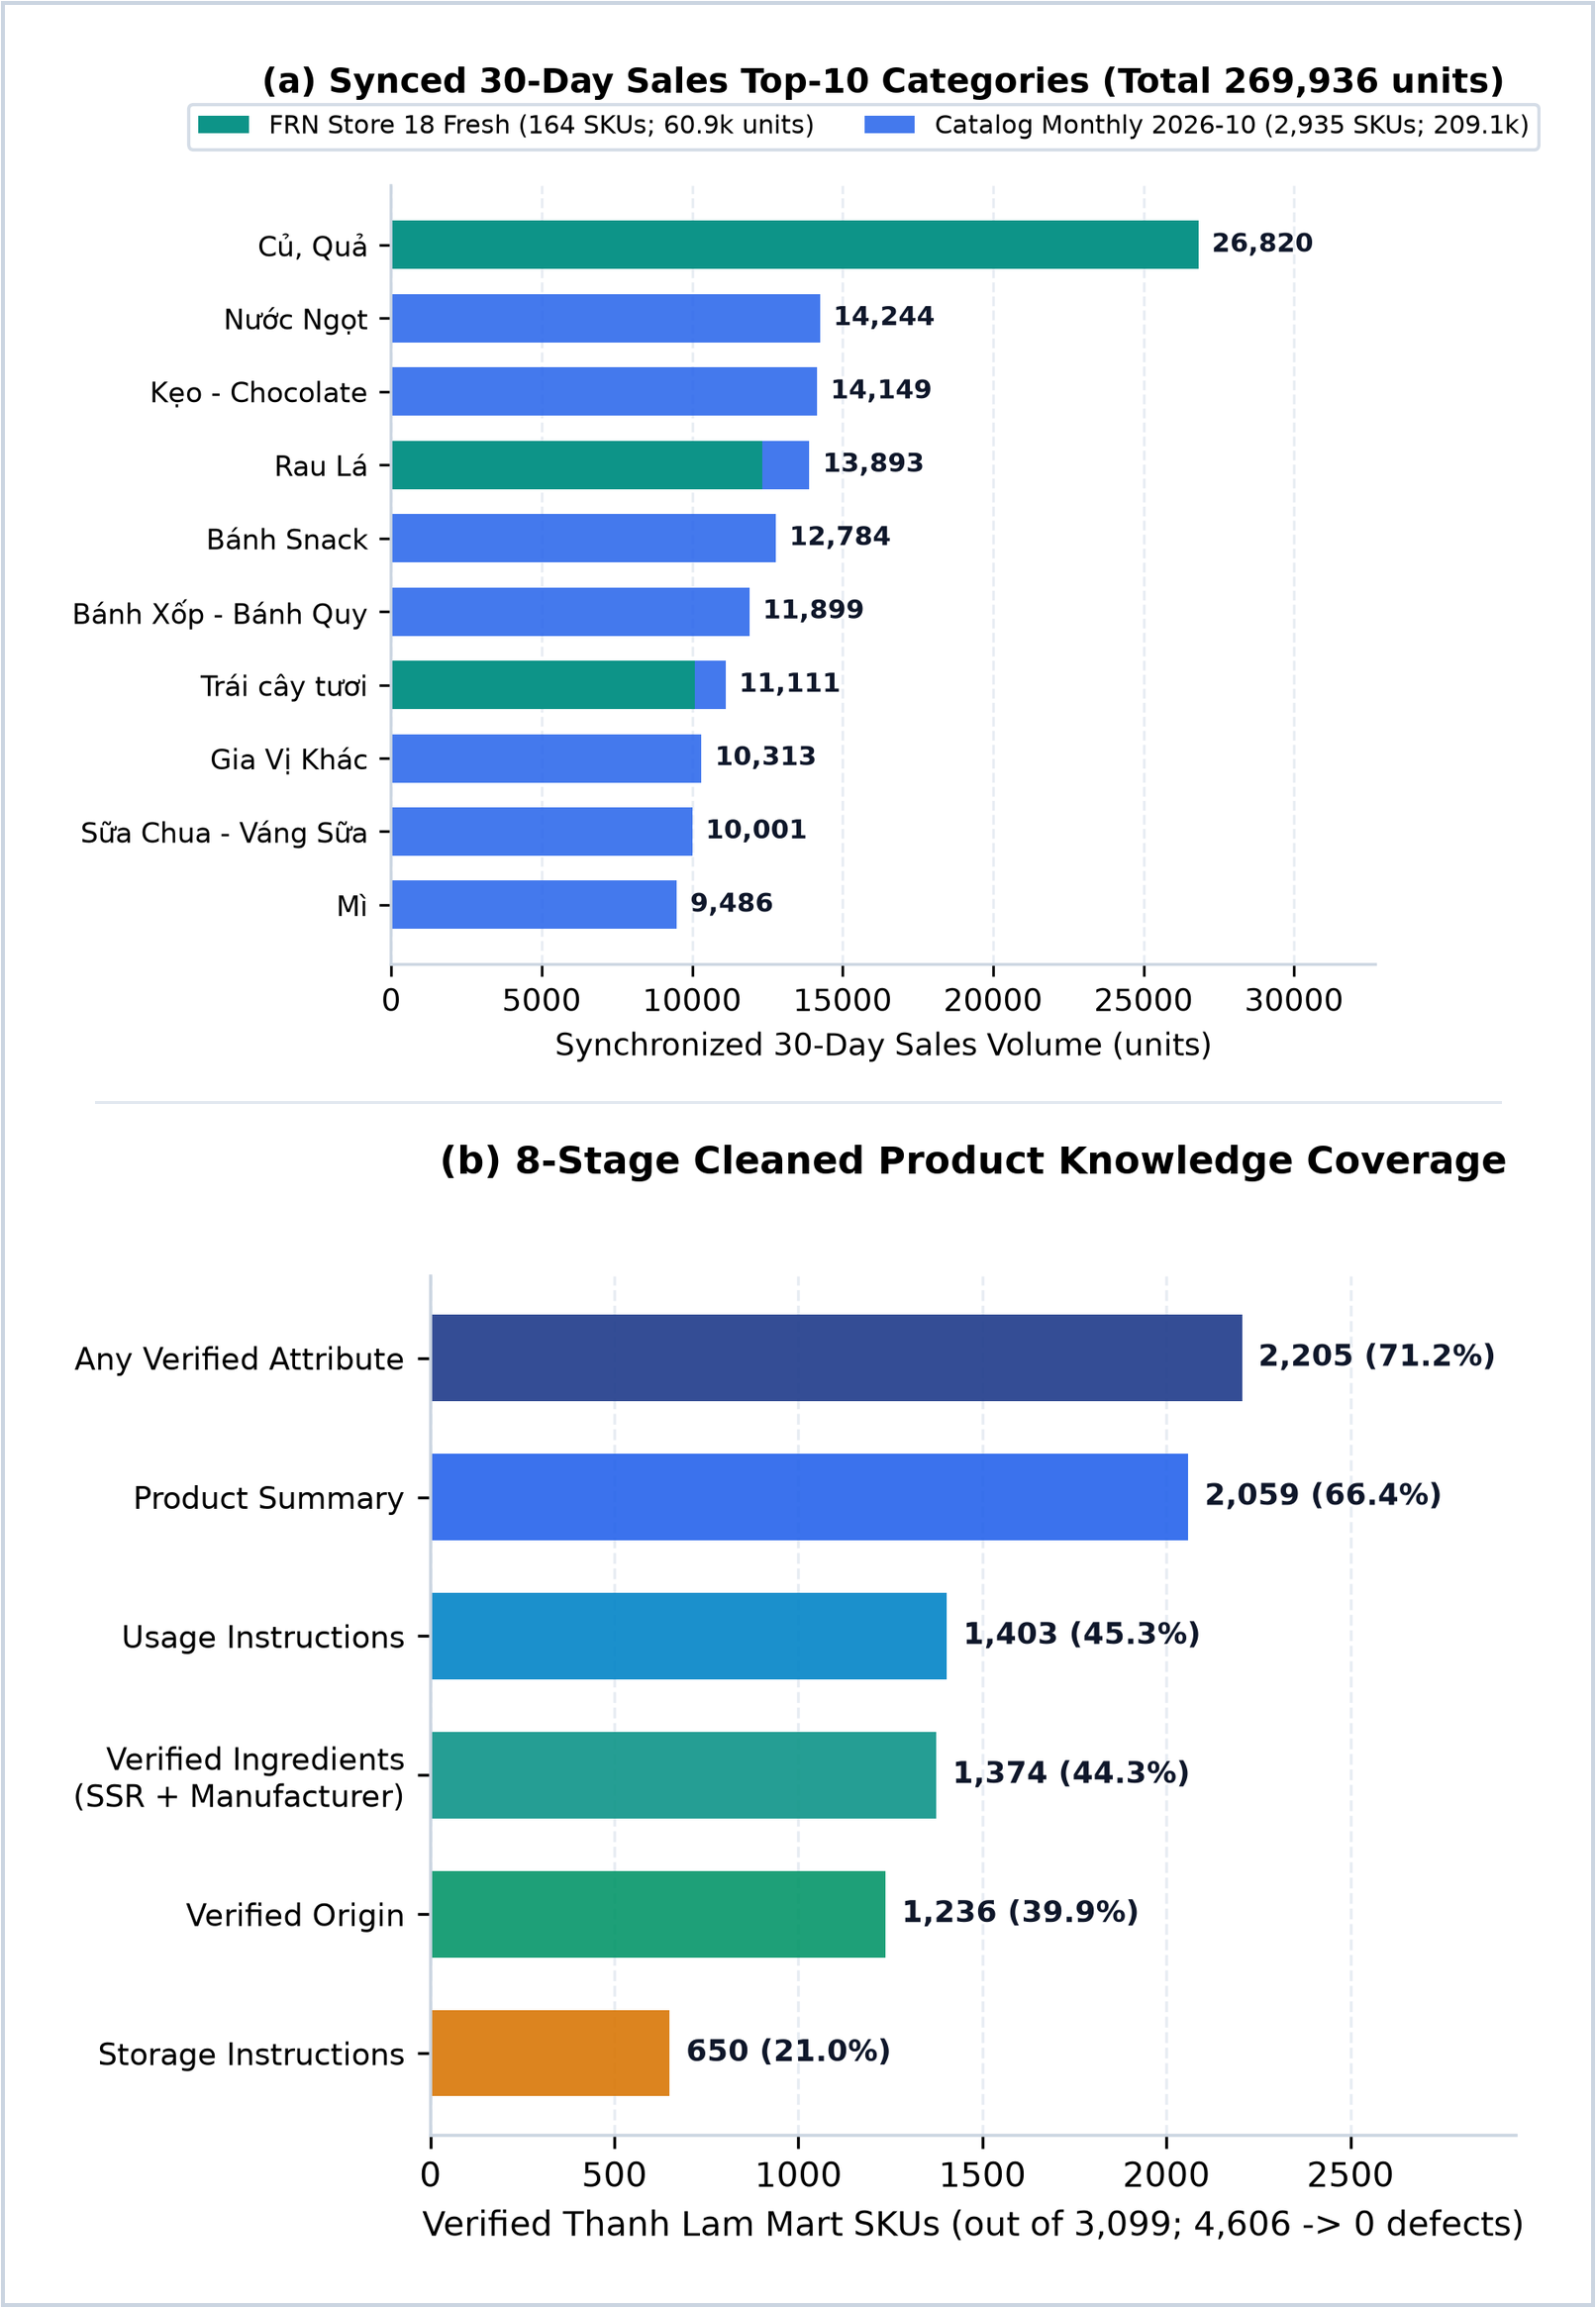 (a) Synced 30-Day Sales Top-10 Categories (Total 269,936 units)
FRN Store 18 Fresh (164 SKUs; 60.9k units)
Catalog Monthly 2026-10 (2,935 SKUs; 209.1k)
Củ, Quả
26,820
Nước Ngọt
14,244
Kẹo - Chocolate
14,149
Rau Lá
13,893
Bánh Snack
12,784
Bánh Xốp - Bánh Quy
11,899
Trái cây tươi
11,111
Gia Vị Khác
10,313
Sữa Chua - Váng Sữa
10,001
Mì
9,486
0 5000 10000 15000 20000 25000 30000
Synchronized 30-Day Sales Volume (units)
(b) 8-Stage Cleaned Product Knowledge Coverage
Any Verified Attribute
2,205 (71.2%)
Product Summary
2,059 (66.4%)
Usage Instructions
1,403 (45.3%)
Verified Ingredients
(SSR + Manufacturer)
1,374 (44.3%)
Verified Origin
1,236 (39.9%)
Storage Instructions
650 (21.0%)
0 500 1000 1500 2000 2500
Verified Thanh Lam Mart SKUs (out of 3,099; 4,606 -> 0 defects)